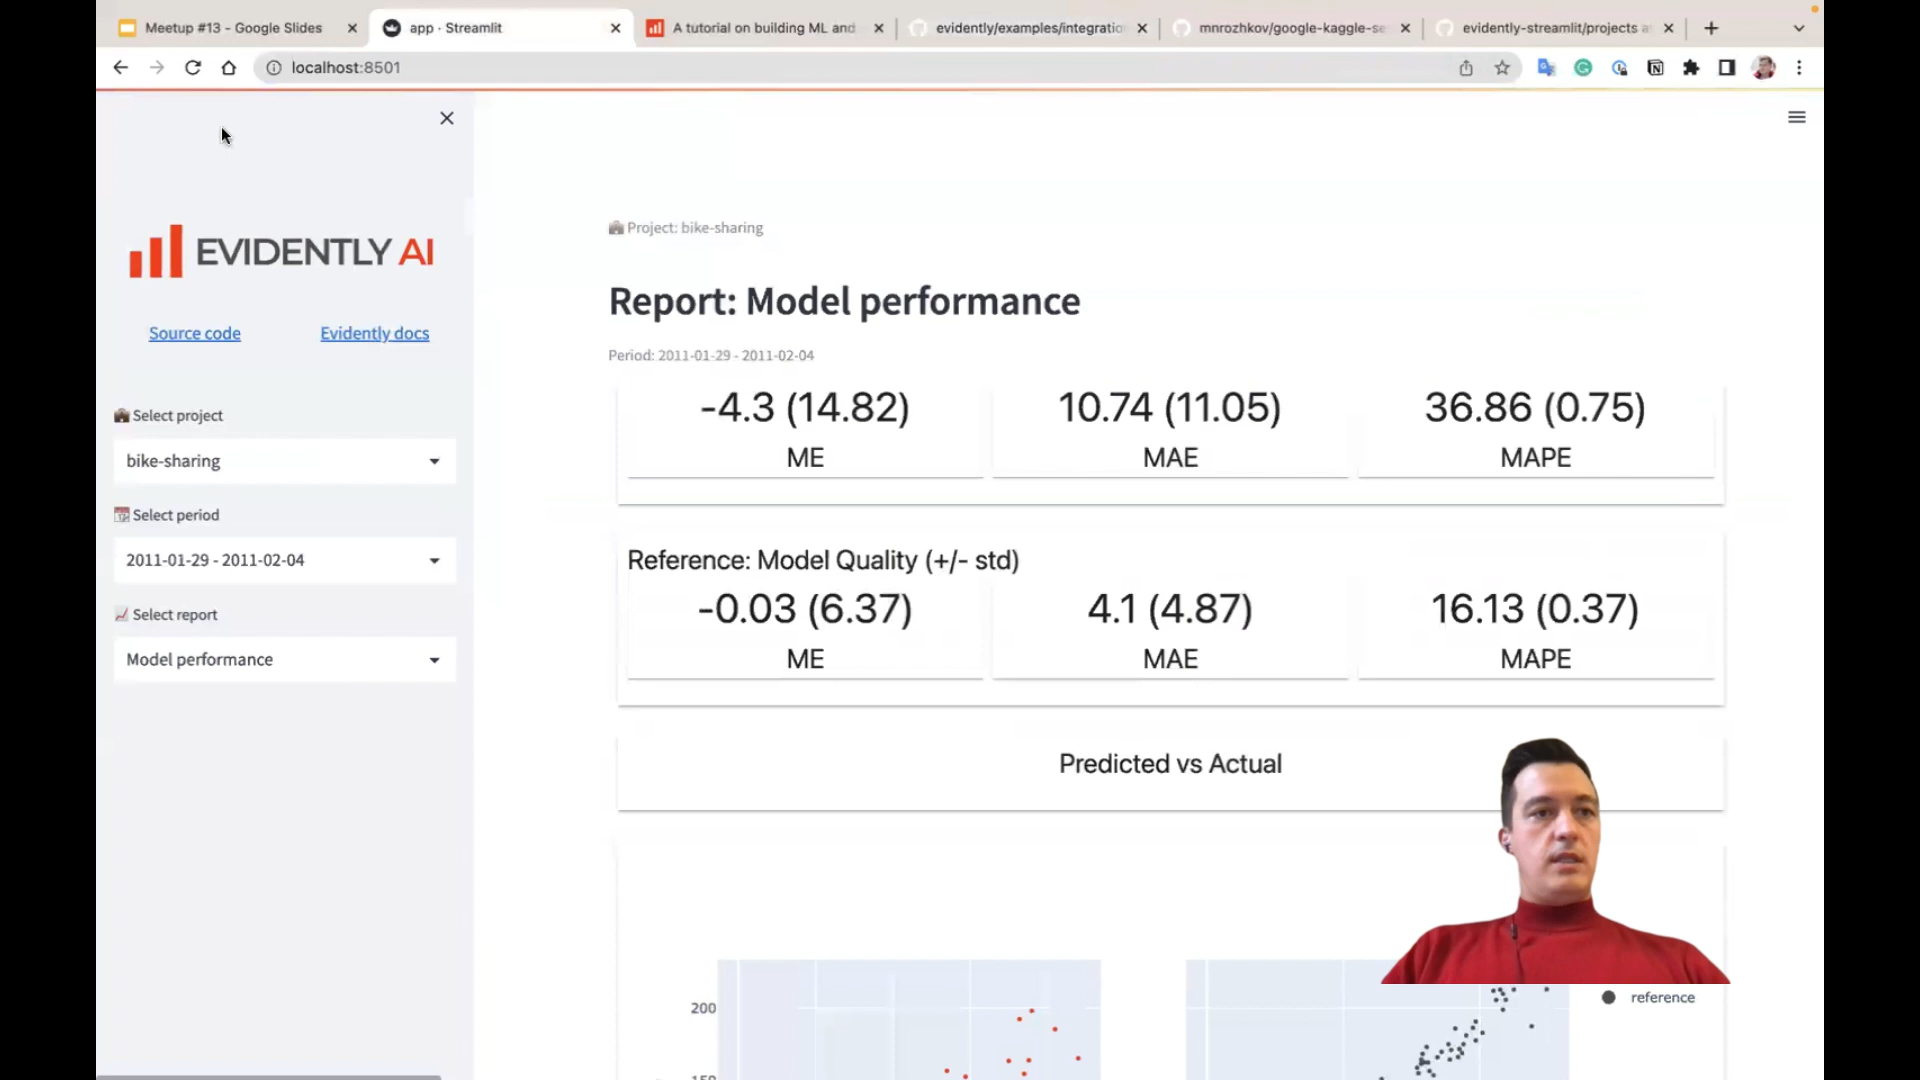 Meetup #13 - Google Slides
app · Streamlit
A tutorial on building ML and
evidently/examples/integratio
mnrozhkov/google-kaggle-se
evidently-streamlit/projects a
localhost:8501
EVIDENTLY AI
Source code
Evidently docs
Select project
bike-sharing
Select period
2011-01-29 - 2011-02-04
Select report
Model performance
Project: bike-sharing
Report: Model performance
Period: 2011-01-29 - 2011-02-04
-4.3 (14.82)
10.74 (11.05)
36.86 (0.75)
ME
MAE
MAPE
Reference: Model Quality (+/- std)
-0.03 (6.37)
4.1 (4.87)
16.13 (0.37)
ME
MAE
MAPE
Predicted vs Actual
200
reference
150